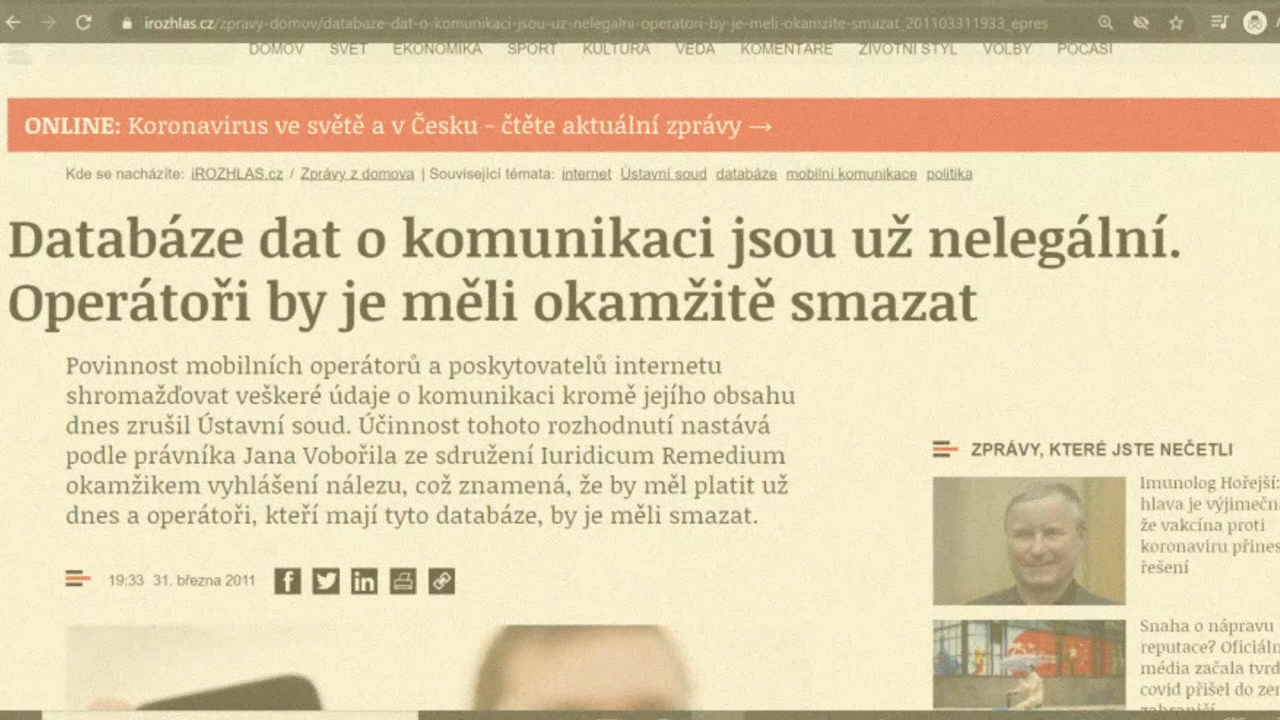 irozhlas.cz/zpravy-domov/databaze-dat-o-komunikaci-jsou-uz-nelegalni-operatori-by-je-meli-okamzite-smazat_201103311933_epres
DOMOV SVĚT EKONOMIKA SPORT KULTURA VĚDA KOMENTÁŘE ŽIVOTNÍ STYL VOLBY POČASÍ
ONLINE: Koronavirus ve světě a v Česku - čtěte aktuální zprávy →
Kde se nacházíte: iROZHLAS.cz / Zprávy z domova | Související témata: internet Ústavní soud databáze mobilní komunikace politika
Databáze dat o komunikaci jsou už nelegální.
Operátoři by je měli okamžitě smazat
Povinnost mobilních operátorů a poskytovatelů internetu
shromažďovat veškeré údaje o komunikaci kromě jejího obsahu
dnes zrušil Ústavní soud. Účinnost tohoto rozhodnutí nastává
podle právníka Jana Vobořila ze sdružení Iuridicum Remedium
okamžikem vyhlášení nálezu, což znamená, že by měl platit už
dnes a operátoři, kteří mají tyto databáze, by je měli smazat.
19:33 31. března 2011
ZPRÁVY, KTERÉ JSTE NEČETLI
Imunolog Hořejší:
hlava je výjimečn
že vakcína proti
koronaviru přines
řešení
Snaha o nápravu
reputace? Oficiáln
média začala tvrd
covid přišel do zem